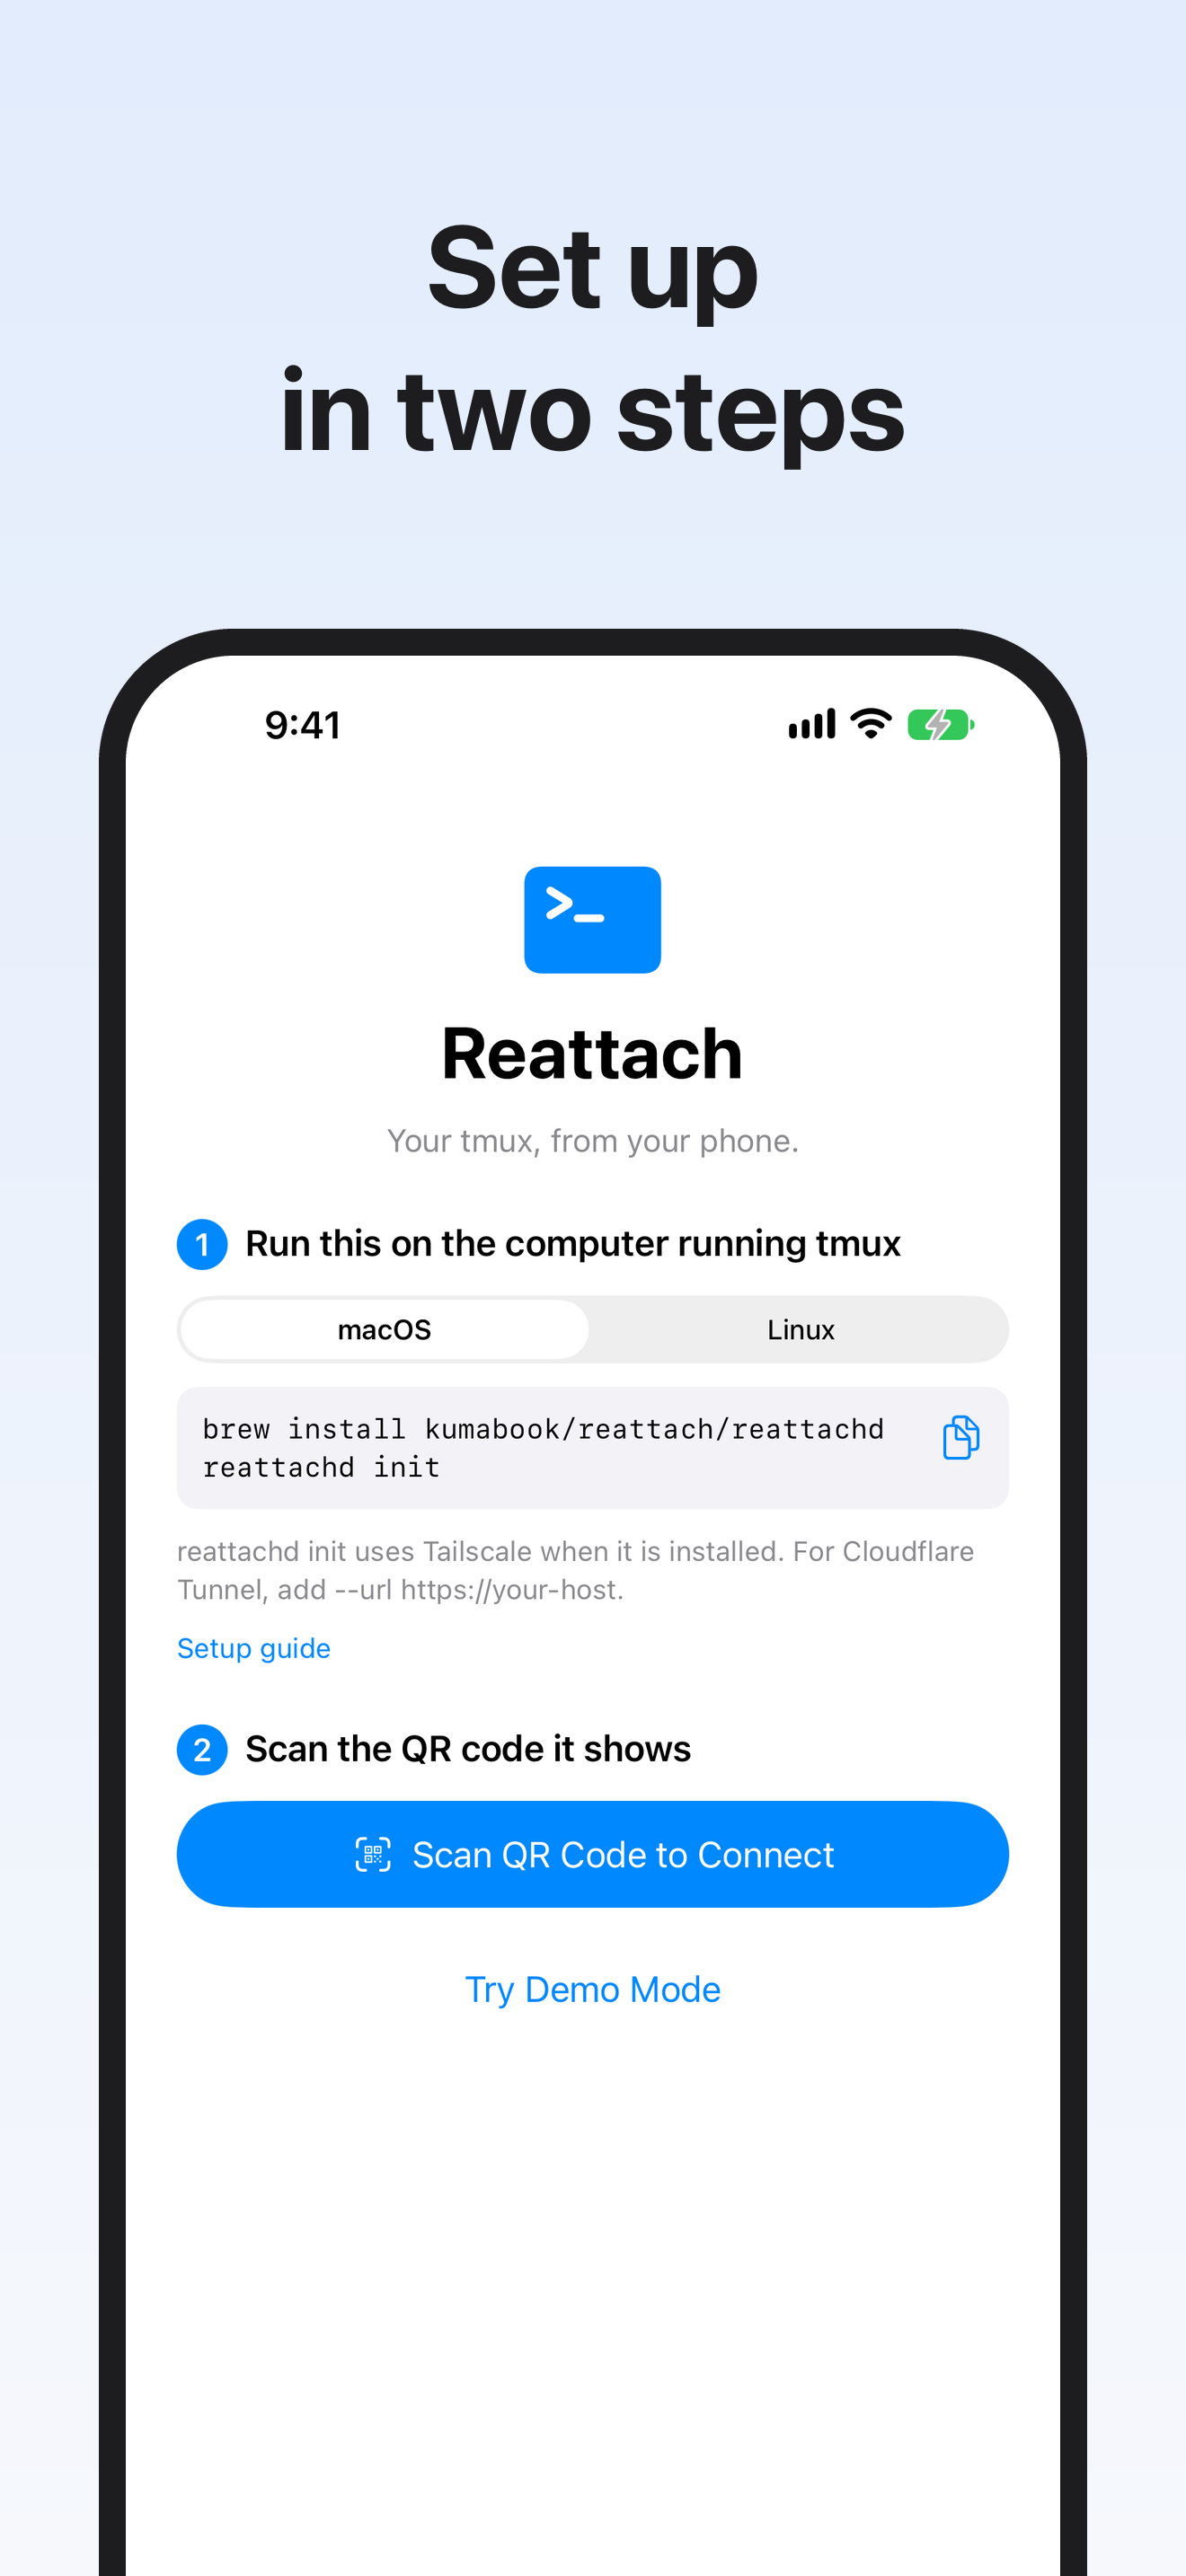 Set up
in two steps
9:41
>_
Reattach
Your tmux, from your phone.
1 Run this on the computer running tmux
macOS Linux
brew install kumabook/reattach/reattachd
reattachd init
reattachd init uses Tailscale when it is installed. For Cloudflare
Tunnel, add --url https://your-host.
Setup guide
2 Scan the QR code it shows
Scan QR Code to Connect
Try Demo Mode